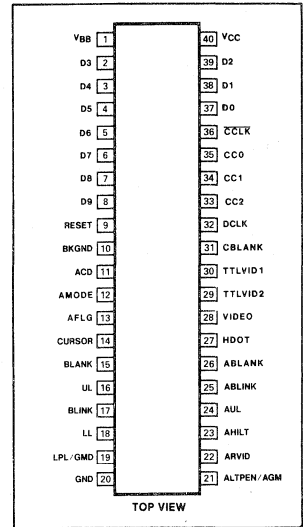 VBB 1 40 VCC
D3 2 39 D2
D4 3 38 D1
D5 4 37 D0
D6 5 36 CCLK
D7 6 35 CC0
D8 7 34 CC1
D9 8 33 CC2
RESET 9 32 DCLK
BKGND 10 31 CBLANK
ACD 11 30 TTLVID1
AMODE 12 29 TTLVID2
AFLG 13 28 VIDEO
CURSOR 14 27 HDOT
BLANK 15 26 ABLANK
UL 16 25 ABLINK
BLINK 17 24 AUL
LL 18 23 AHILT
LPL/GMD 19 22 ARVID
GND 20 21 ALTPEN/AGM
TOP VIEW